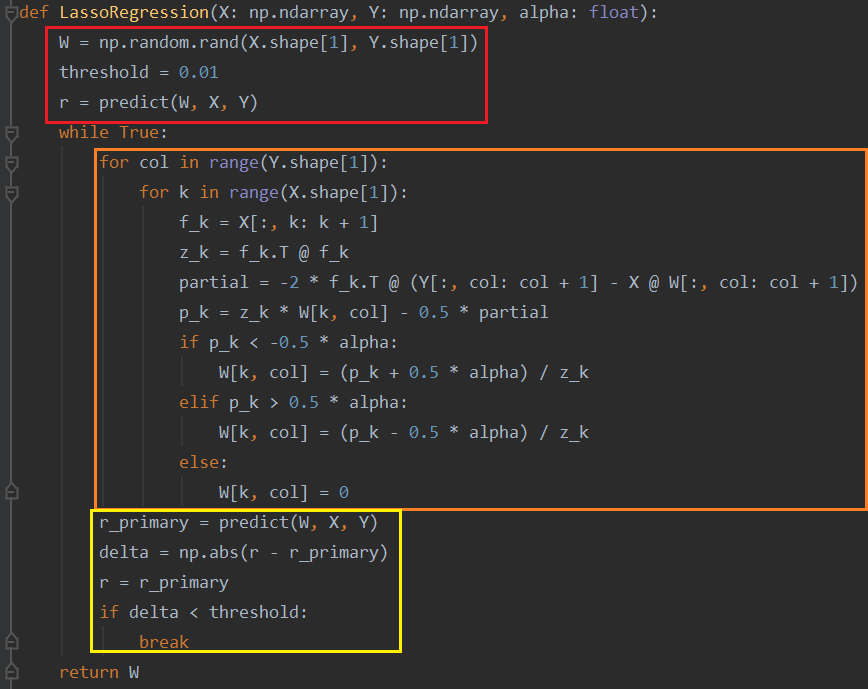 def LassoRegression(X: np.ndarray, Y: np.ndarray, alpha: float):
    W = np.random.rand(X.shape[1], Y.shape[1])
    threshold = 0.01
    r = predict(W, X, Y)
    while True:
        for col in range(Y.shape[1]):
            for k in range(X.shape[1]):
                f_k = X[:, k: k + 1]
                z_k = f_k.T @ f_k
                partial = -2 * f_k.T @ (Y[:, col: col + 1] - X @ W[:, col: col + 1])
                p_k = z_k * W[k, col] - 0.5 * partial
                if p_k < -0.5 * alpha:
                    W[k, col] = (p_k + 0.5 * alpha) / z_k
                elif p_k > 0.5 * alpha:
                    W[k, col] = (p_k - 0.5 * alpha) / z_k
                else:
                    W[k, col] = 0
        r_primary = predict(W, X, Y)
        delta = np.abs(r - r_primary)
        r = r_primary
        if delta < threshold:
            break
    return W